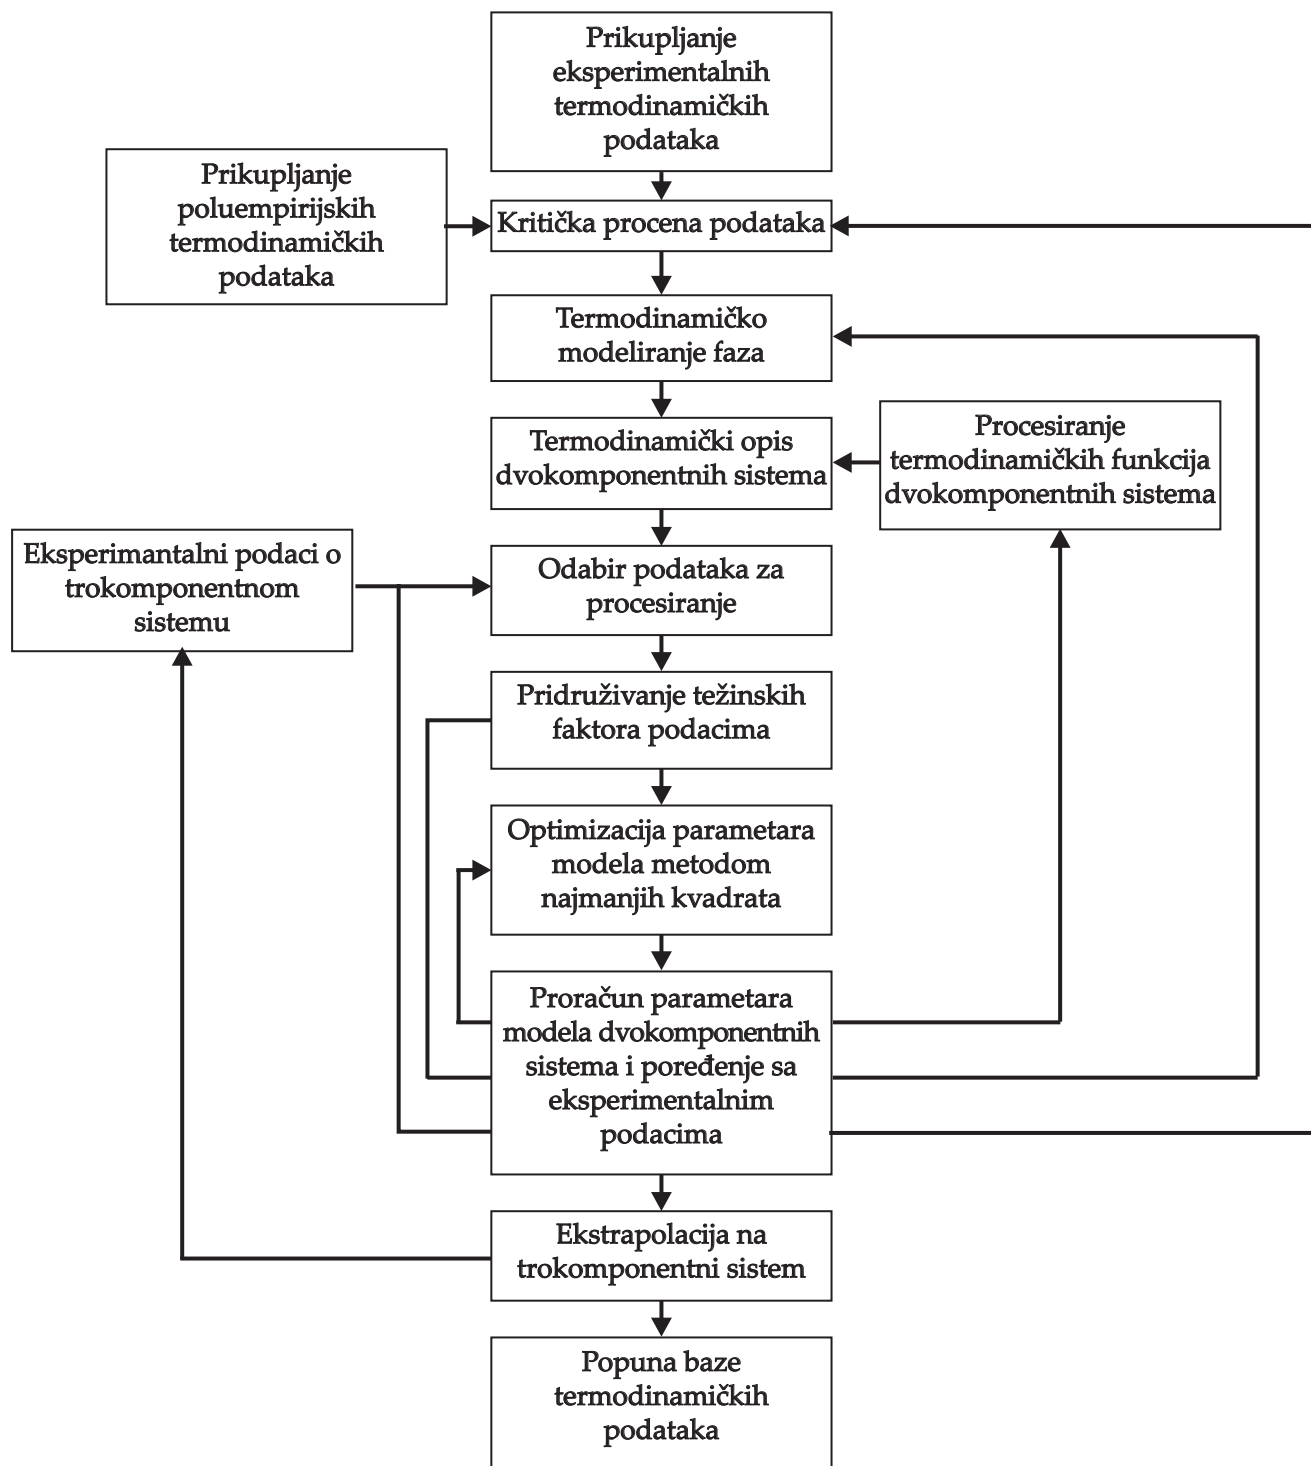 Prikupljanje
eksperimentalnih
termodinamičkih
podataka
Prikupljanje
poluempirijskih
termodinamičkih
podataka
Kritička procena podataka
Termodinamičko
modeliranje faza
Termodinamički opis
dvokomponentnih sistema
Procesiranje
termodinamičkih funkcija
dvokomponentnih sistema
Eksperimantalni podaci o
trokomponentnom
sistemu
Odabir podataka za
procesiranje
Pridruživanje težinskih
faktora podacima
Optimizacija parametara
modela metodom
najmanjih kvadrata
Proračun parametara
modela dvokomponentnih
sistema i poređenje sa
eksperimentalnim
podacima
Ekstrapolacija na
trokomponentni sistem
Popuna baze
termodinamičkih
podataka